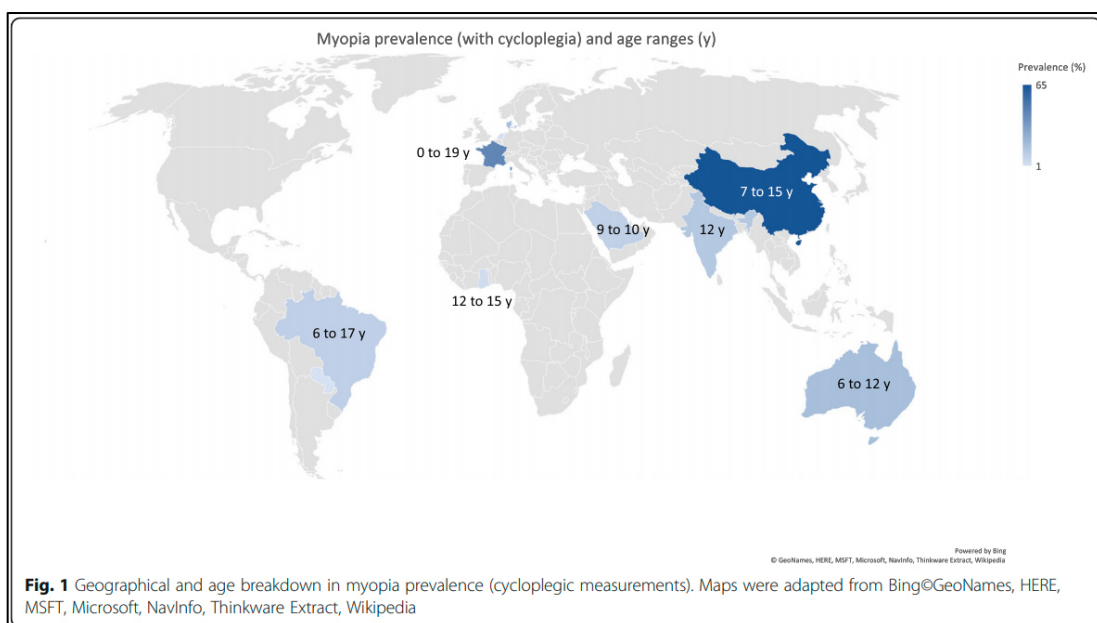 Myopia prevalence (with cycloplegia) and age ranges (y)
Prevalence (%)
65
1
0 to 19 y
7 to 15 y
9 to 10 y
12 y
12 to 15 y
6 to 17 y
6 to 12 y
Powered by Bing
© GeoNames, HERE, MSFT, Microsoft, NavInfo, Thinkware Extract, Wikipedia
Fig. 1 Geographical and age breakdown in myopia prevalence (cycloplegic measurements). Maps were adapted from Bing©GeoNames, HERE,
MSFT, Microsoft, NavInfo, Thinkware Extract, Wikipedia